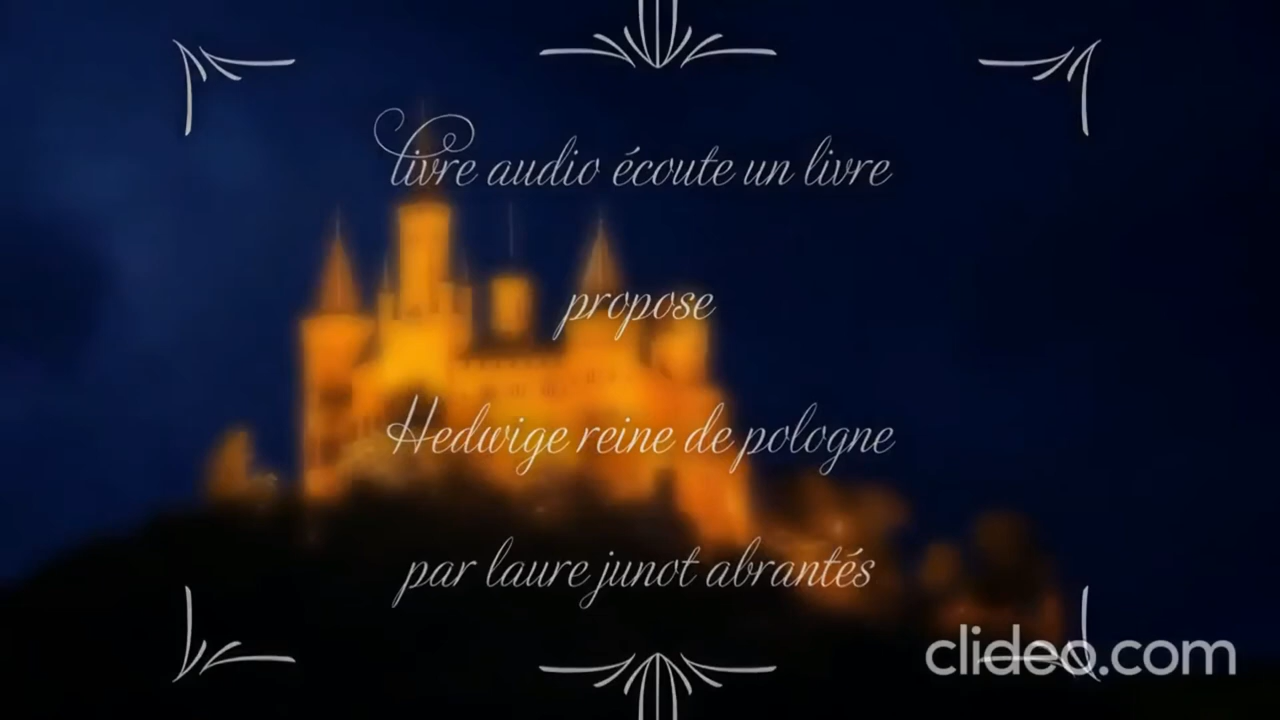 livre audio écoute un livre
propose
Hedwige reine de pologne
par laure junot abrantés
clideo.com